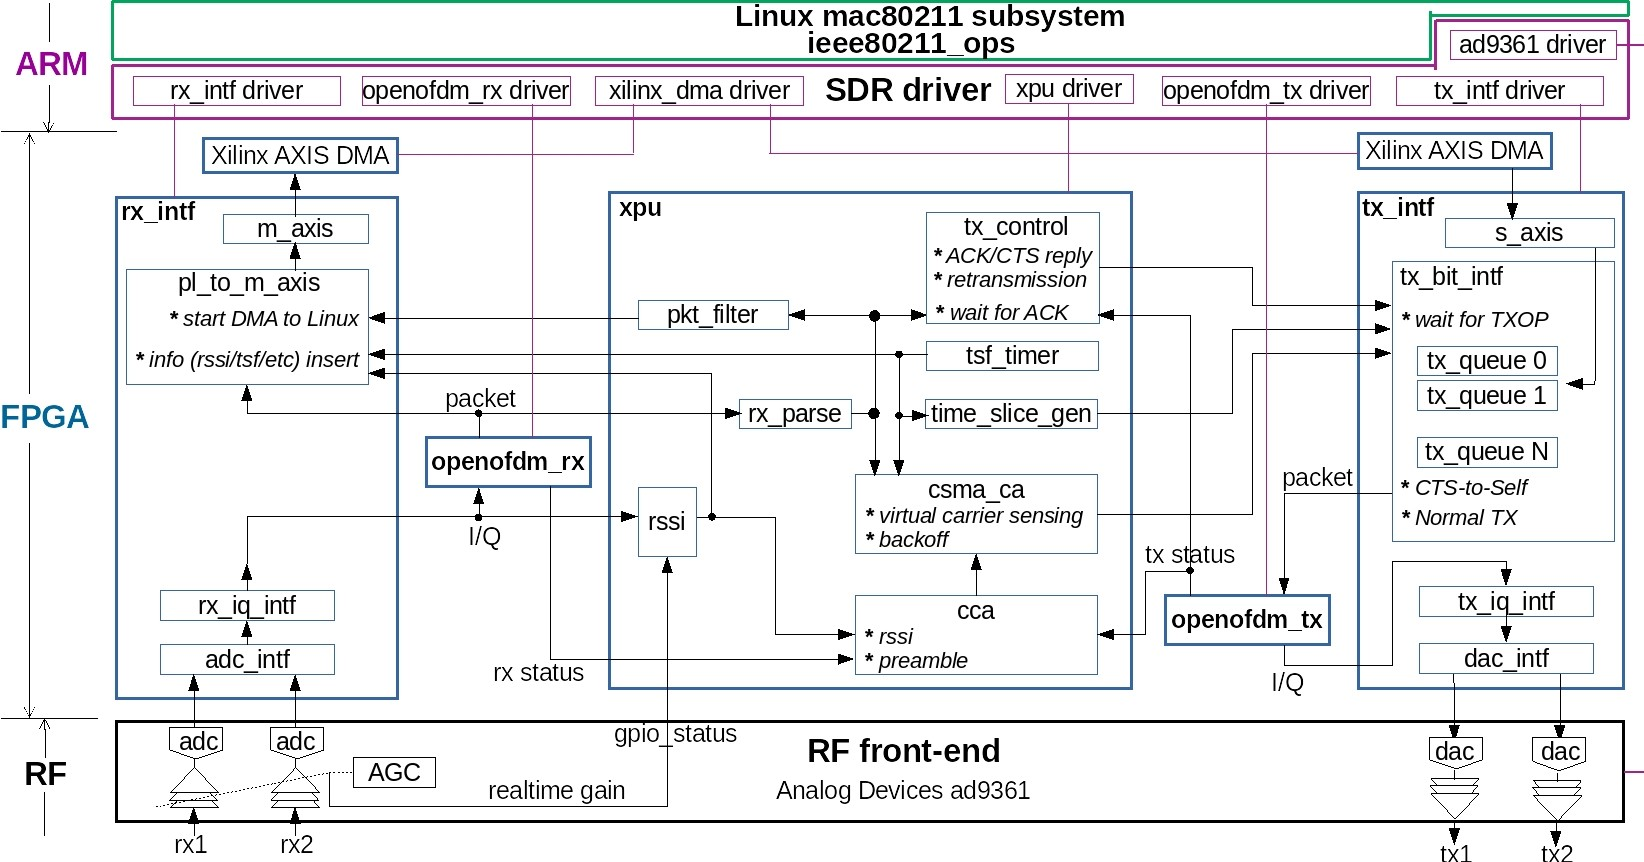 Linux mac80211 subsystem
ieee80211_ops
ARM
ad9361 driver
rx_intf driver
openofdm_rx driver
xilinx_dma driver
SDR driver
xpu driver
openofdm_tx driver
tx_intf driver
Xilinx AXIS DMA
Xilinx AXIS DMA
rx_intf
m_axis
pl_to_m_axis
* start DMA to Linux
* info (rssi/tsf/etc) insert
xpu
tx_control
* ACK/CTS reply
* retransmission
* wait for ACK
pkt_filter
tsf_timer
rx_parse
time_slice_gen
tx_intf
s_axis
tx_bit_intf
* wait for TXOP
tx_queue 0
tx_queue 1
tx_queue N
* CTS-to-Self
* Normal TX
FPGA
packet
openofdm_rx
I/Q
rssi
csma_ca
* virtual carrier sensing
* backoff
packet
tx status
cca
* rssi
* preamble
openofdm_tx
I/Q
rx_iq_intf
adc_intf
rx status
tx_iq_intf
dac_intf
gpio_status
RF
adc
adc
AGC
realtime gain
RF front-end
Analog Devices ad9361
dac
dac
rx1
rx2
tx1
tx2